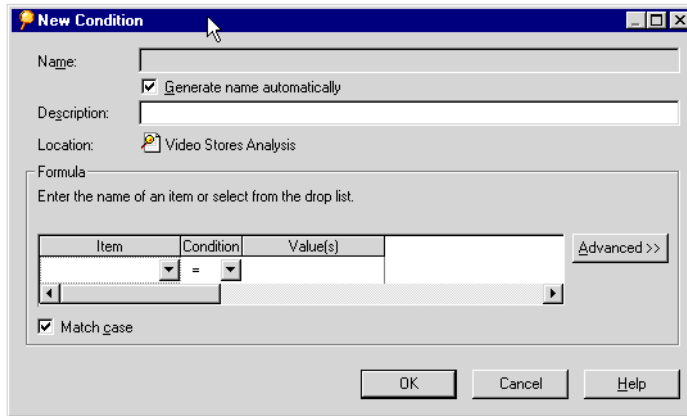 New Condition
Name:
Generate name automatically
Description:
Location: Video Stores Analysis
Formula
Enter the name of an item or select from the drop list.
Item Condition Value(s)
=
Advanced >>
Match case
OK Cancel Help